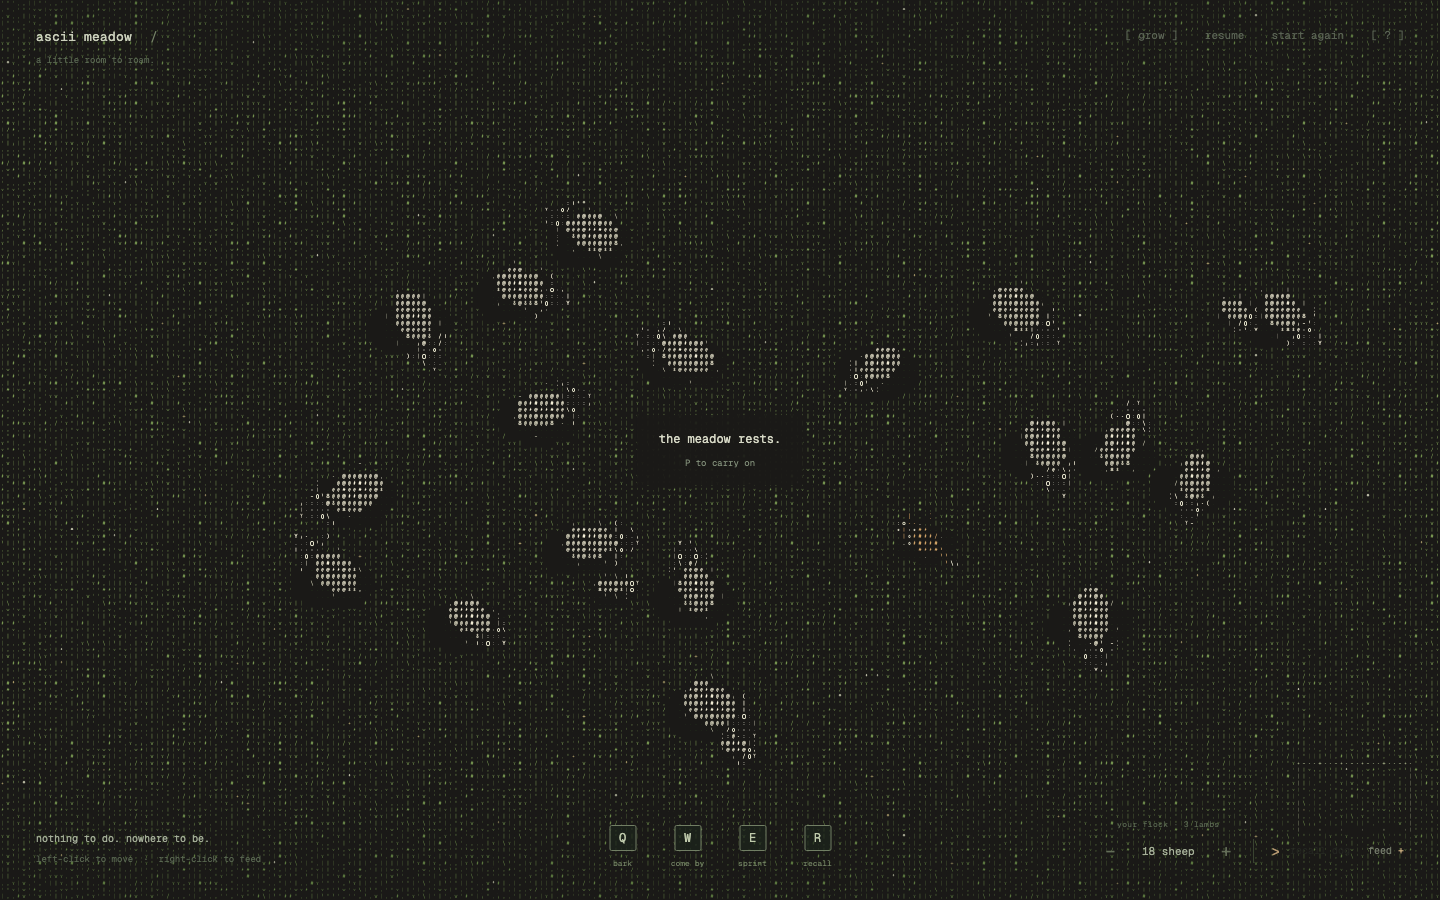 ascii meadow /
a little room to roam
[ grow ] resume start again [ ? ]
the meadow rests.
P to carry on
nothing to do. nowhere to be.
left-click to move · right-click to feed
Q W E R
bark come by sprint recall
your flock · 3 lambs
− 18 sheep + > feed +